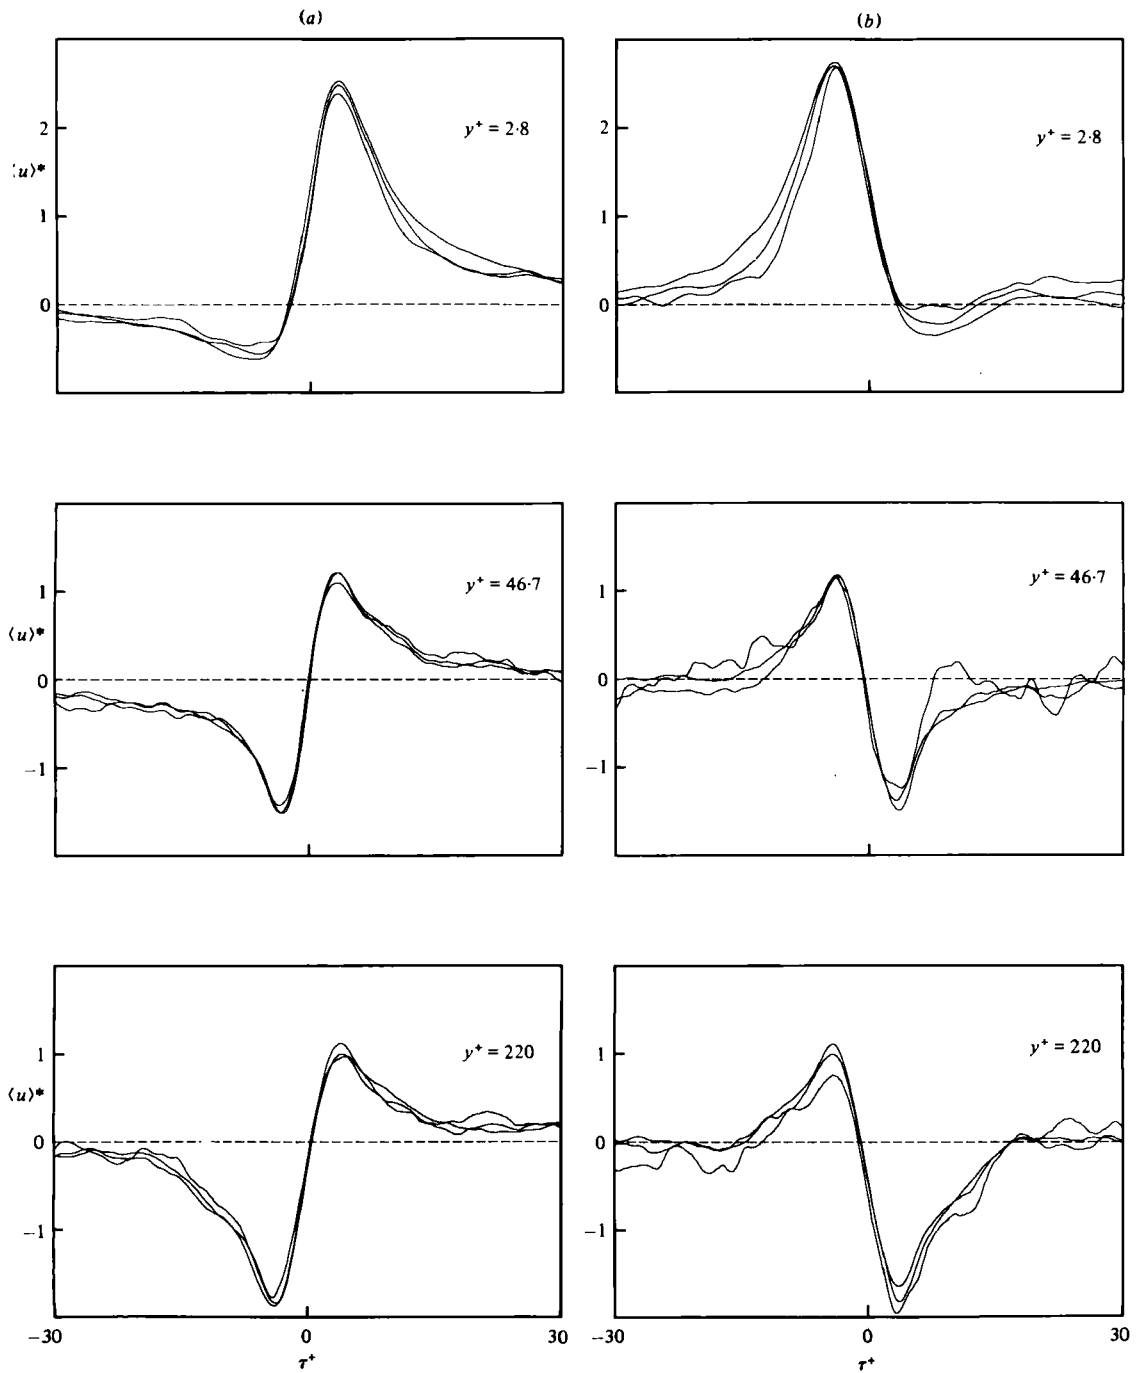 (a)
(b)
2
1
0
⟨u⟩*
y⁺ = 2·8
2
1
0
y⁺ = 2·8
1
0
−1
⟨u⟩*
y⁺ = 46·7
1
0
−1
y⁺ = 46·7
1
0
−1
⟨u⟩*
y⁺ = 220
−30
0
30
τ⁺
1
0
−1
y⁺ = 220
−30
0
30
τ⁺